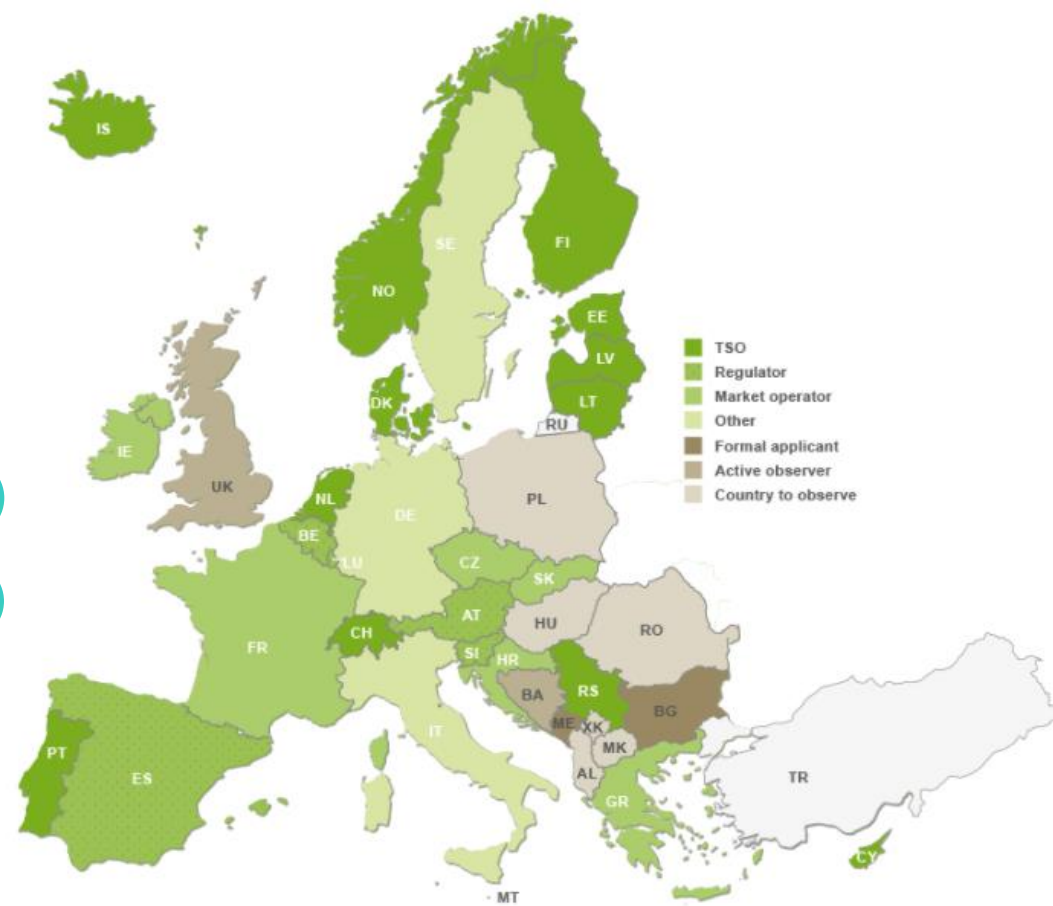 IS
SE
FI
NO
EE
LV
DK
LT
RU
IE
UK
NL
PL
DE
BE
LU
CZ
SK
AT
HU
RO
CH
FR
SI
HR
BA
RS
BG
ME
XK
MK
IT
PT
AL
ES
TR
GR
CY
MT
TSO
Regulator
Market operator
Other
Formal applicant
Active observer
Country to observe